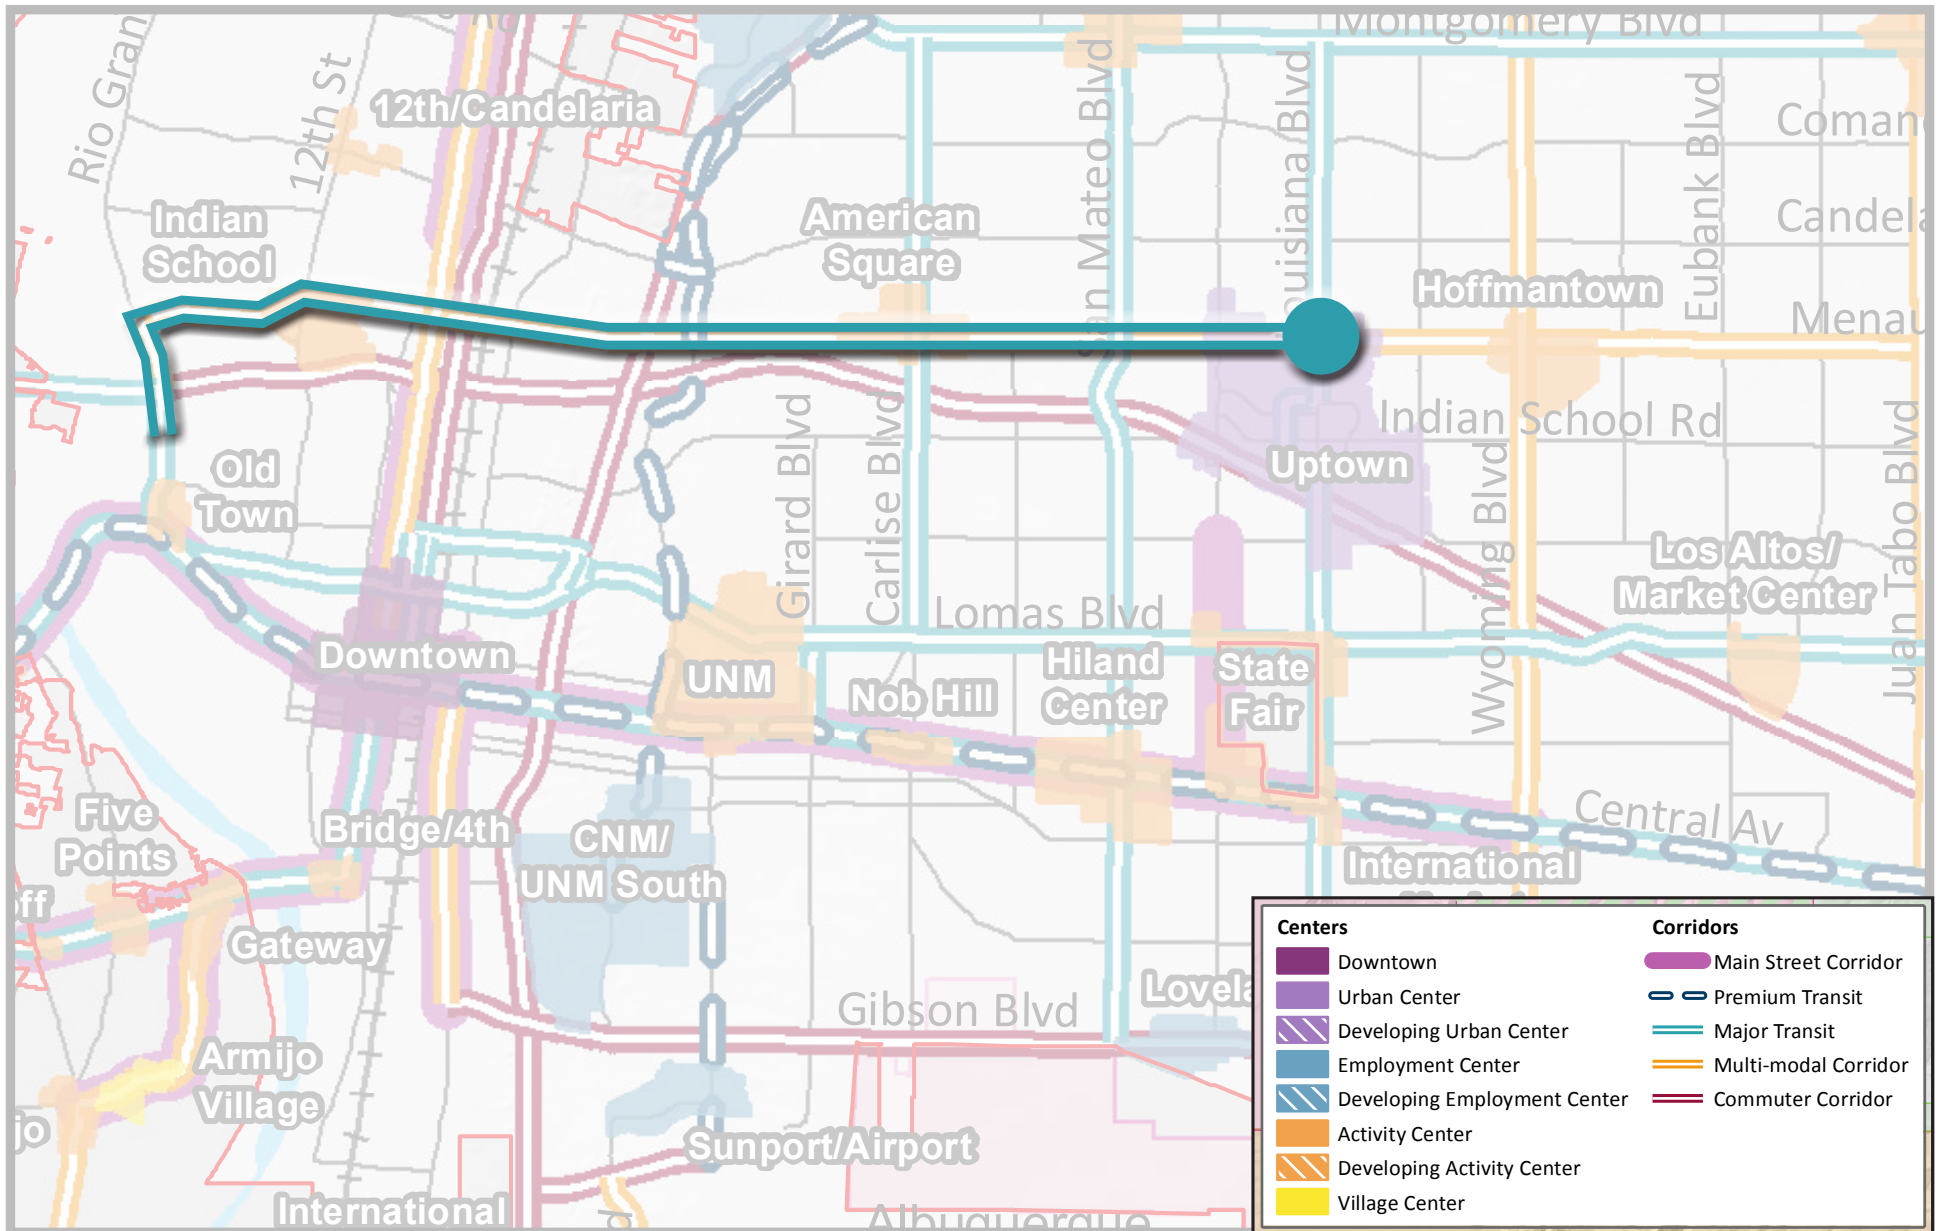 Montgomery Blvd
Rio Gran
12th St
12th/Candelaria
San Mateo Blvd
Louisiana Blvd
Eubank Blvd
Coman
Indian
School
American
Square
Candela
Hoffmantown
Menau
Indian School Rd
Uptown
Old
Town
Girard Blvd
Carlise Blvd
Wyoming Blvd
Juan Tabo Blvd
Los Altos/
Market Center
Lomas Blvd
Downtown
UNM
Nob Hill
Hiland
Center
State
Fair
Five
Points
Bridge/4th
CNM/
UNM South
Central Av
International
off
Gateway
Gibson Blvd
Lovela
Armijo
Village
jo
Sunport/Airport
International
Albuquerque
Centers
Downtown
Urban Center
Developing Urban Center
Employment Center
Developing Employment Center
Activity Center
Developing Activity Center
Village Center
Corridors
Main Street Corridor
Premium Transit
Major Transit
Multi-modal Corridor
Commuter Corridor